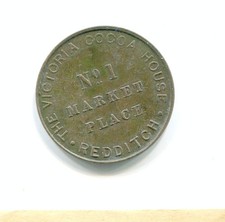 THE VICTORIA COCOA HOUSE
No 1
MARKET
PLACE
· REDDITCH ·